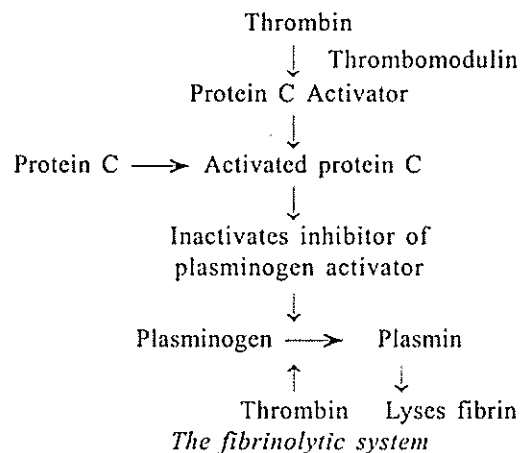 Thrombin
Thrombomodulin
Protein C Activator
Protein C
Activated protein C
Inactivates inhibitor of
plasminogen activator
Plasminogen
Plasmin
Thrombin
Lyses fibrin
The fibrinolytic system